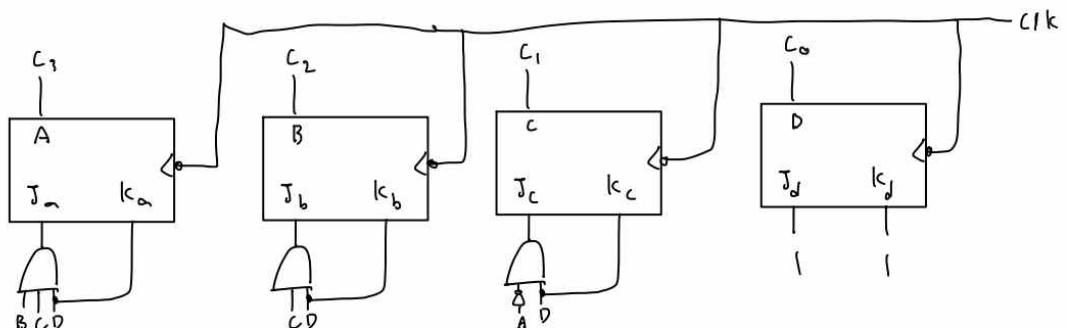 clk
C3 C2 C1 C0
A B C D
Ja Ka Jb Kb Jc Kc Jd Kd
1 1
B C D C D A D